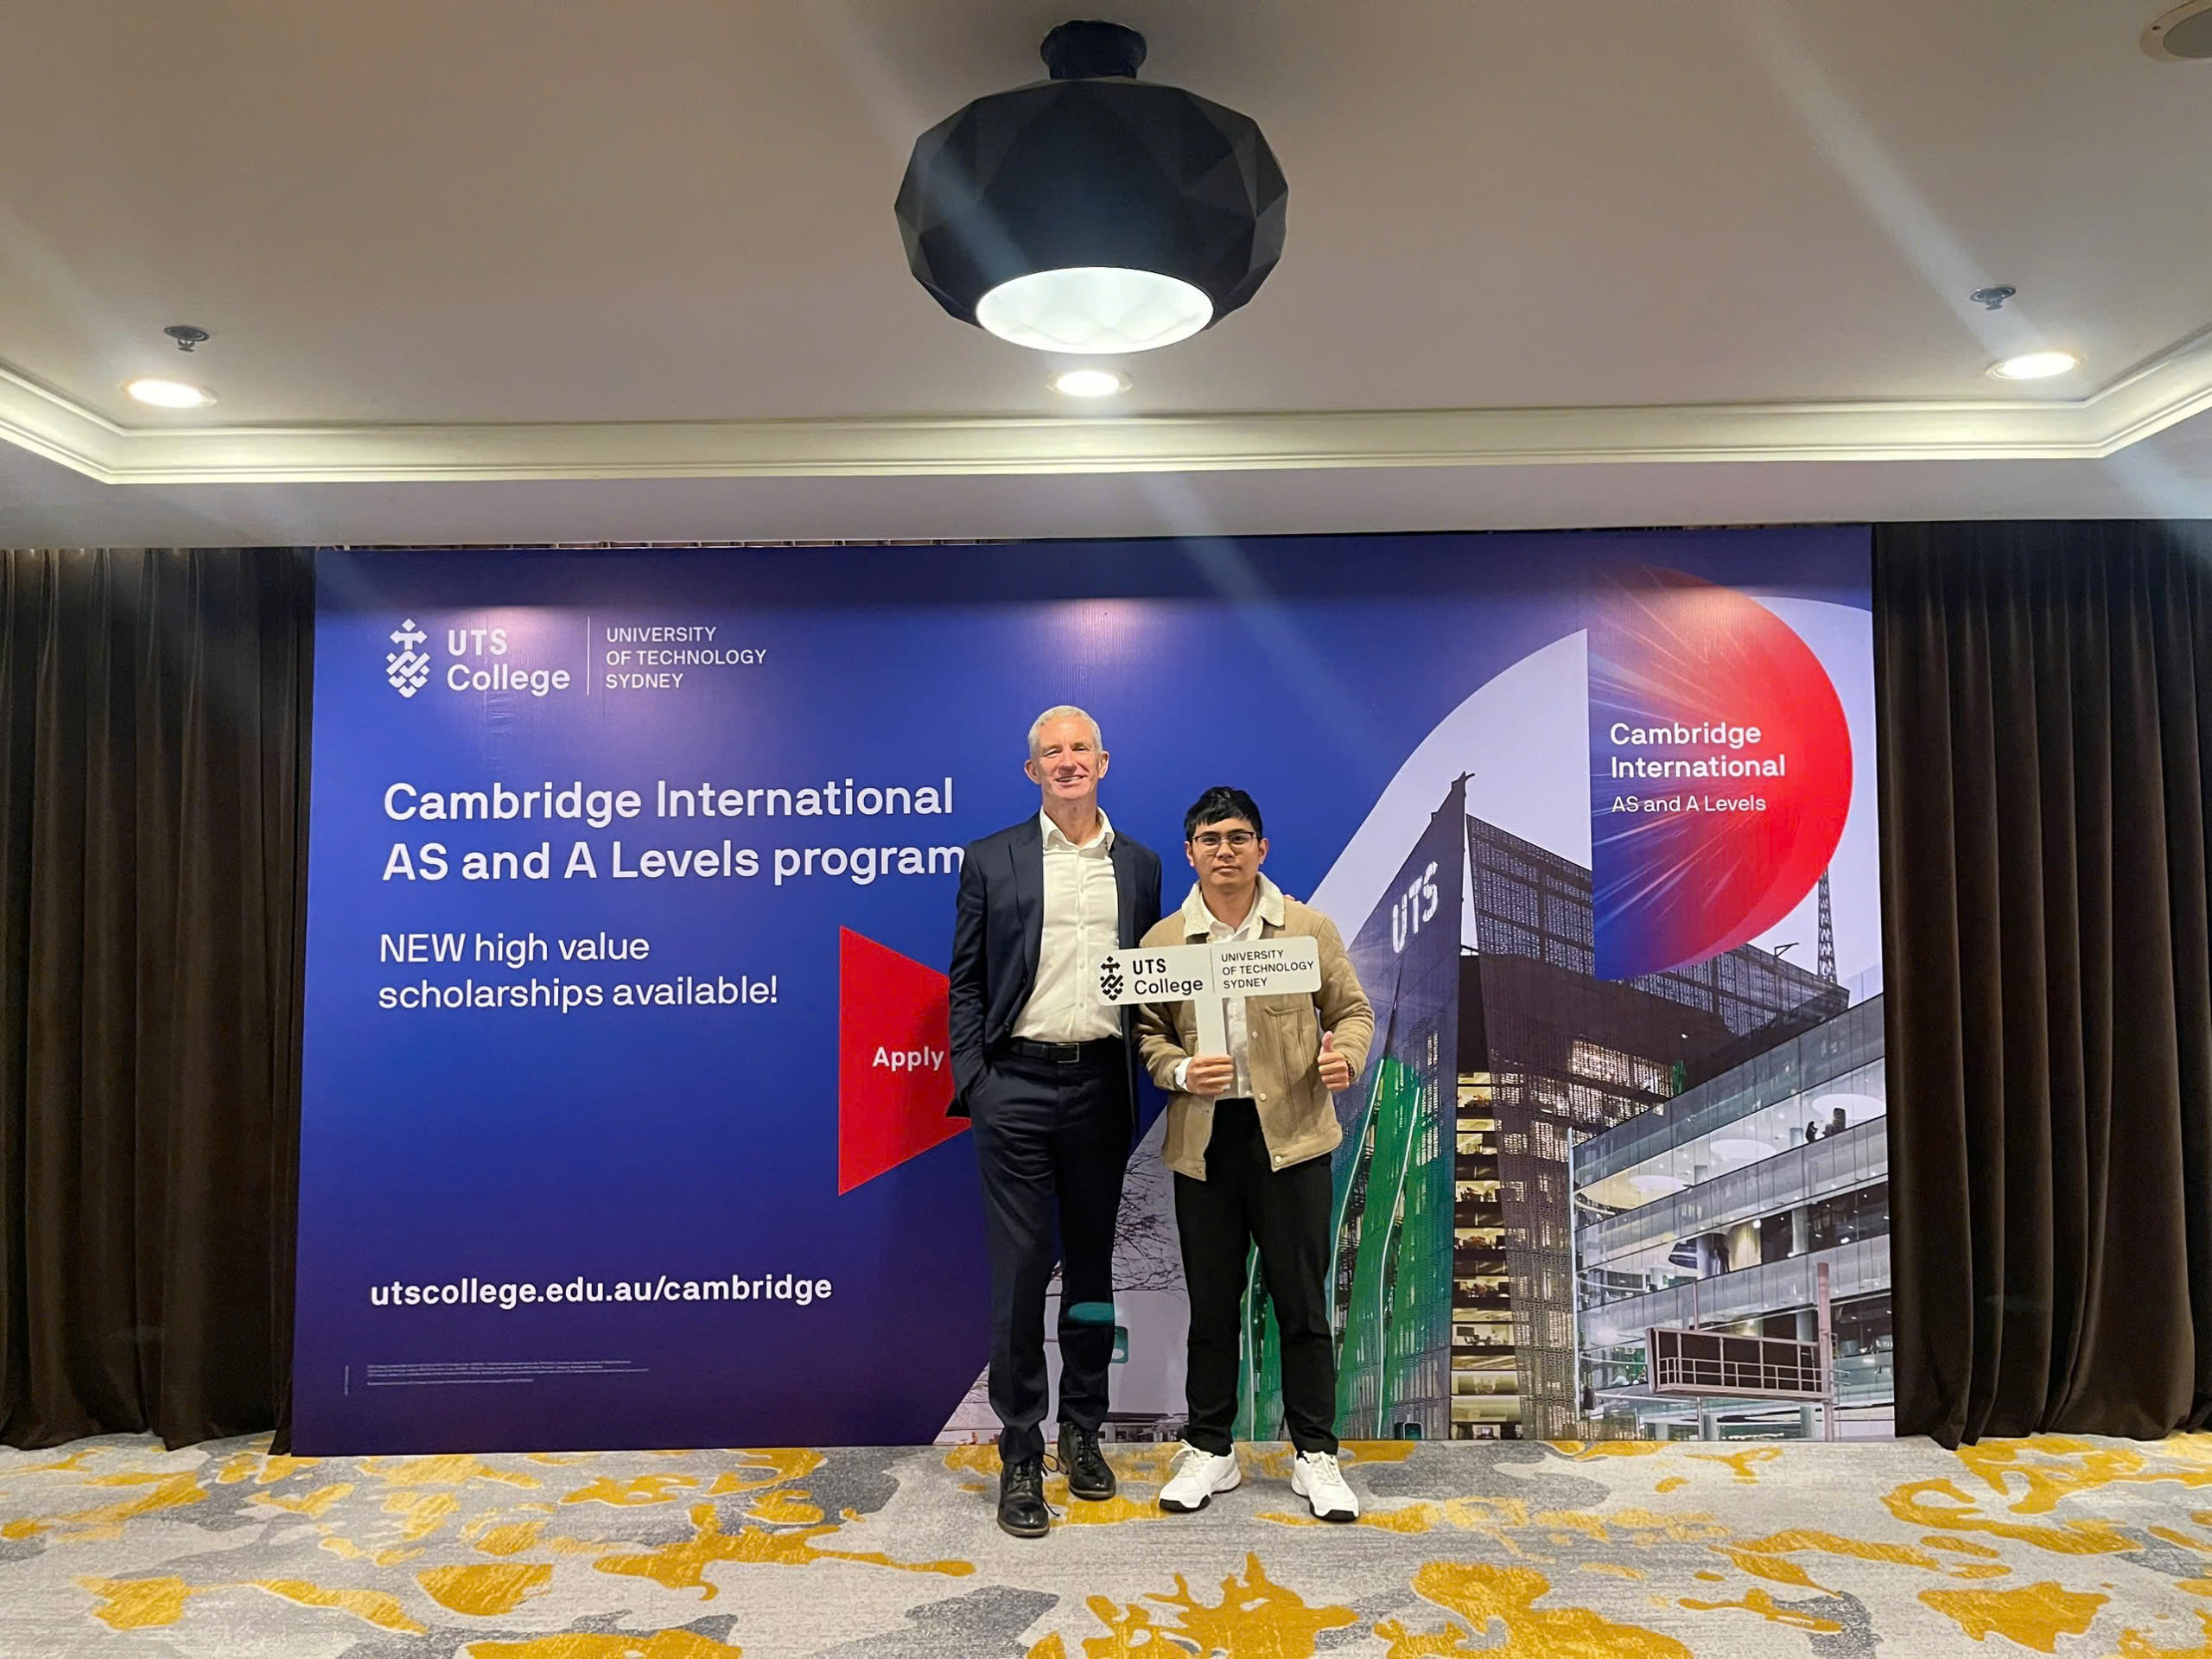 UTS
College
UNIVERSITY
OF TECHNOLOGY
SYDNEY
Cambridge International
AS and A Levels program
NEW high value
scholarships available!
Apply
utscollege.edu.au/cambridge
Cambridge
International
AS and A Levels
UTS
UTS
College
UNIVERSITY
OF TECHNOLOGY
SYDNEY